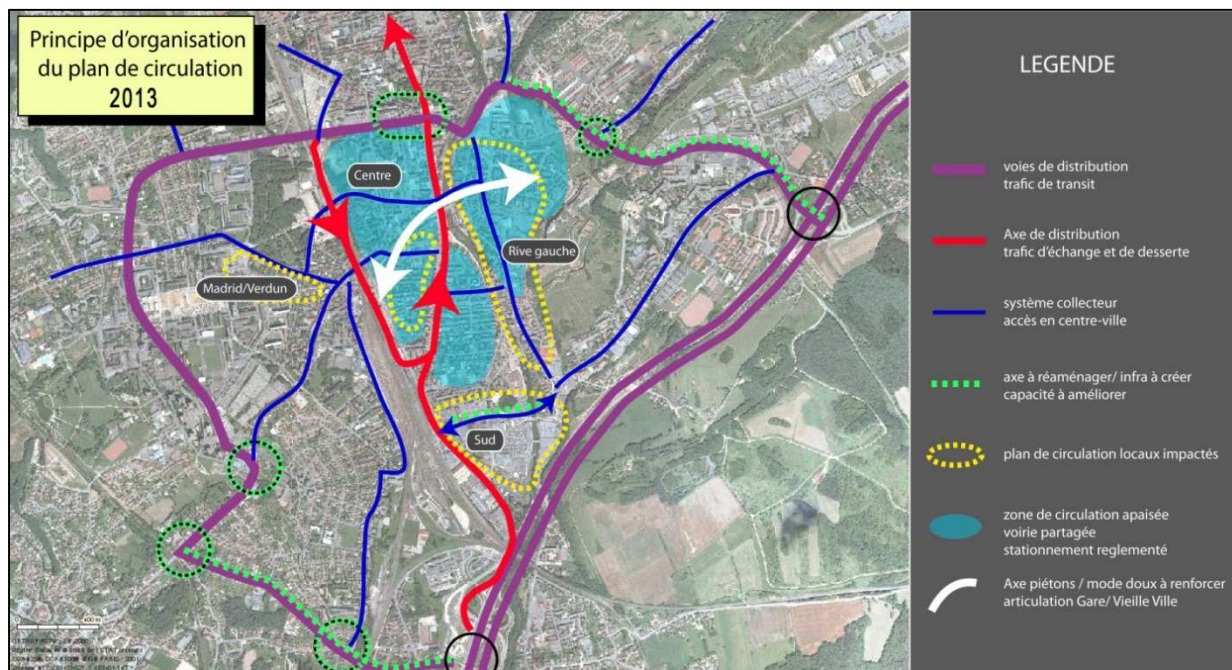 Principe d'organisation
du plan de circulation
2013
Centre
Rive gauche
Madrid/Verdun
Sud
LEGENDE
voies de distribution
trafic de transit
Axe de distribution
trafic d'échange et de desserte
système collecteur
accès en centre-ville
axe à réaménager/ infra à créer
capacité à améliorer
plan de circulation locaux impactés
zone de circulation apaisée
voirie partagée
stationnement reglementé
Axe piétons / mode doux à renforcer
articulation Gare/ Vieille Ville